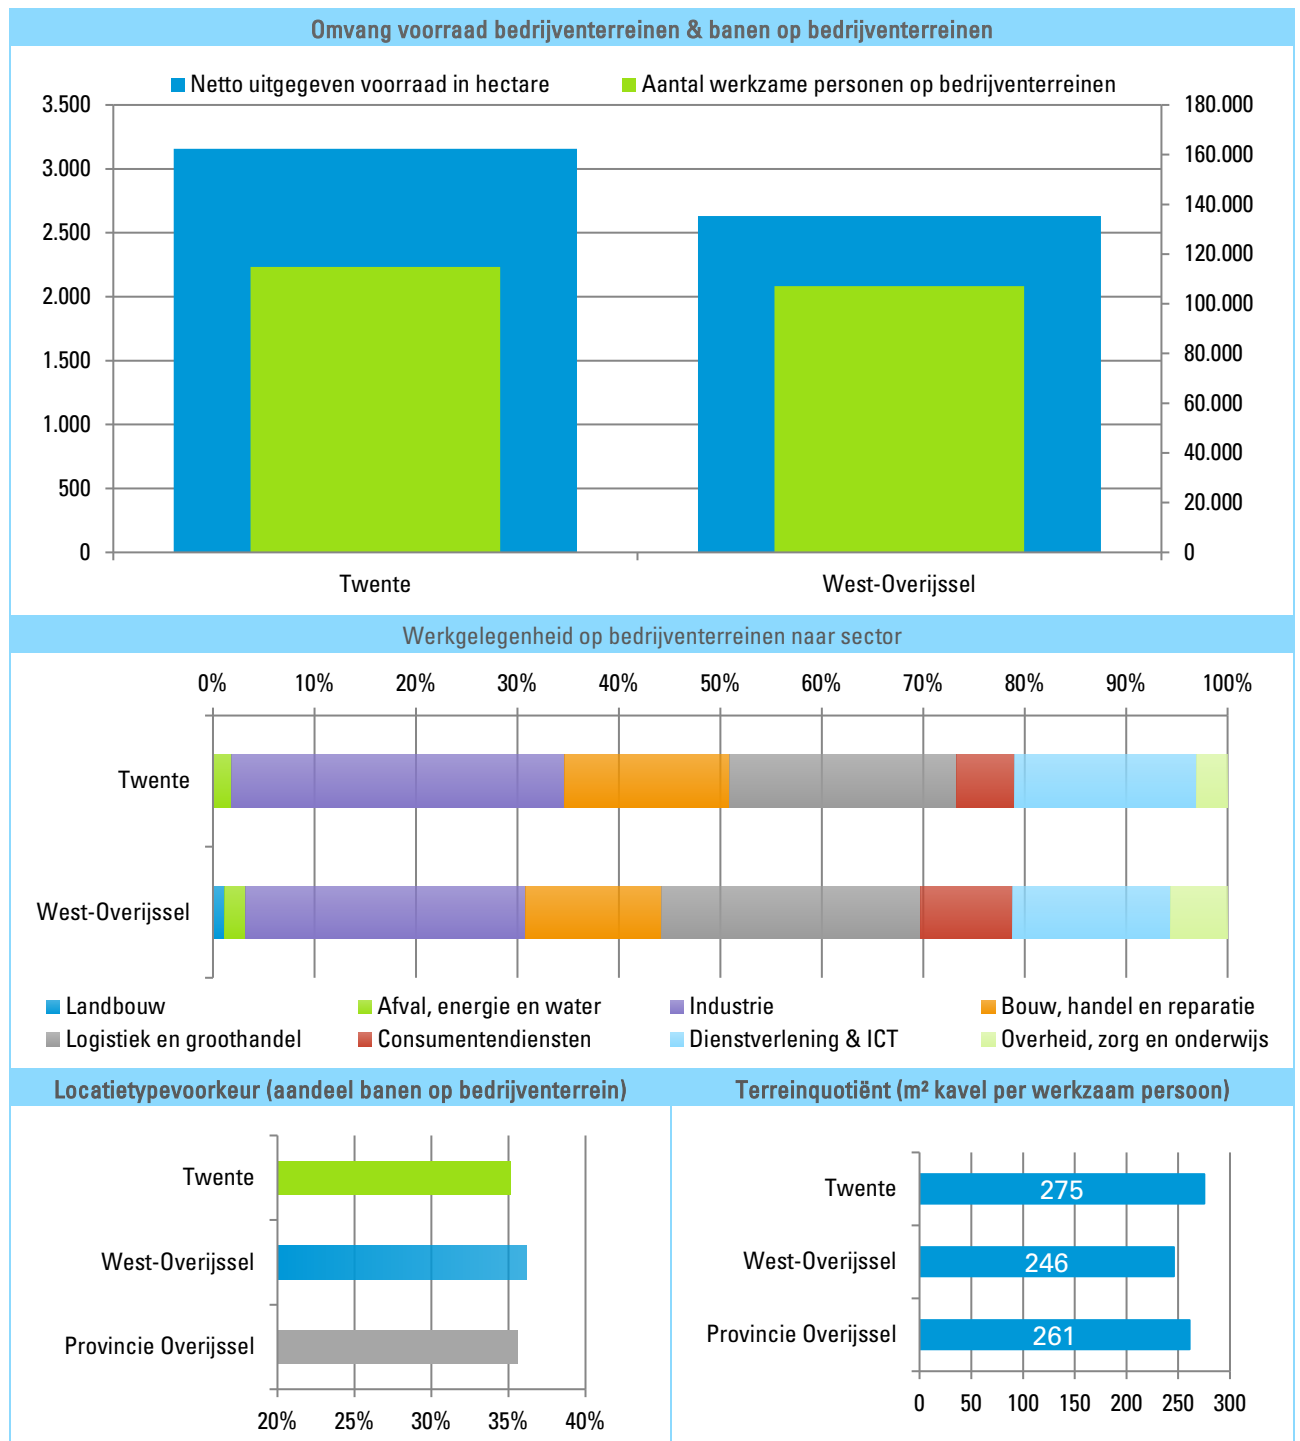 Omvang voorraad bedrijventerreinen & banen op bedrijventerreinen
Netto uitgegeven voorraad in hectare
Aantal werkzame personen op bedrijventerreinen
3.500
3.000
2.500
2.000
1.500
1.000
500
0
180.000
160.000
140.000
120.000
100.000
80.000
60.000
40.000
20.000
0
Twente
West-Overijssel
Werkgelegenheid op bedrijventerreinen naar sector
0% 10% 20% 30% 40% 50% 60% 70% 80% 90% 100%
Twente
West-Overijssel
Landbouw Afval, energie en water Industrie Bouw, handel en reparatie
Logistiek en groothandel Consumentendiensten Dienstverlening & ICT Overheid, zorg en onderwijs
Locatietypevoorkeur (aandeel banen op bedrijventerrein)
Twente
West-Overijssel
Provincie Overijssel
20% 25% 30% 35% 40%
Terreinquotiënt (m² kavel per werkzaam persoon)
Twente 275
West-Overijssel 246
Provincie Overijssel 261
0 50 100 150 200 250 300